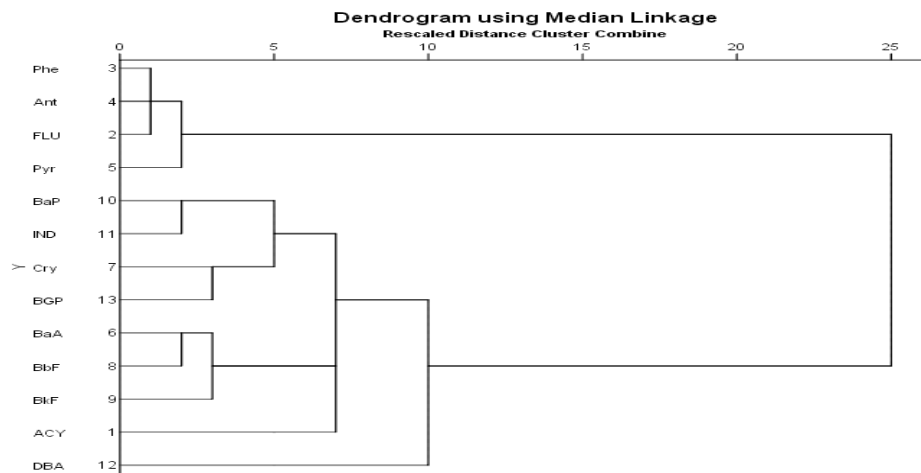 Dendrogram using Median Linkage
Rescaled Distance Cluster Combine
0 5 10 15 20 25
Phe 3
Ant 4
FLU 2
Pyr 5
BaP 10
IND 11
Y Cry 7
BGP 13
BaA 6
BbF 8
BkF 9
ACY 1
DBA 12